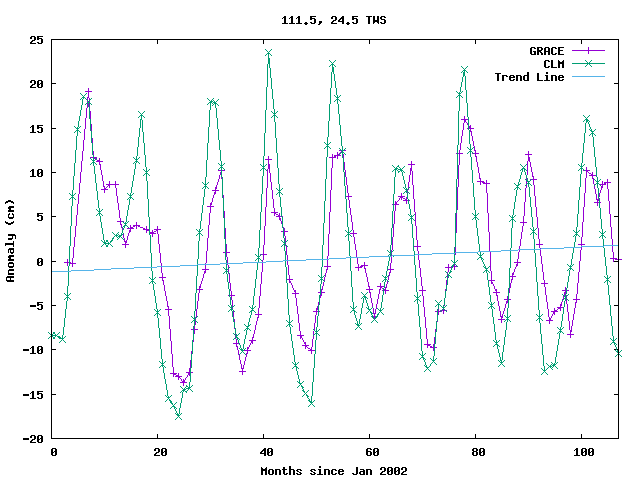 111.5, 24.5 TWS
GRACE
CLM
Trend Line
25
20
15
10
5
0
-5
-10
-15
-20
Anomaly (cm)
0 20 40 60 80 100
Months since Jan 2002